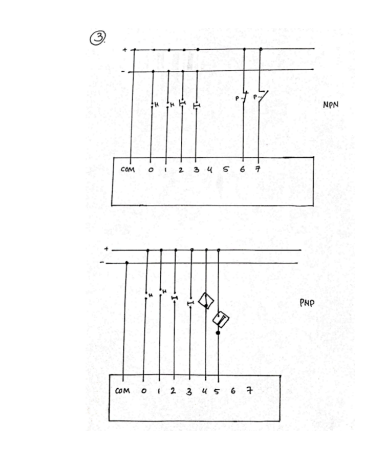 3
+
-
H H
P P
NPN
COM 0 1 2 3 4 5 6 7
+
-
H H
PNP
COM 0 1 2 3 4 5 6 7